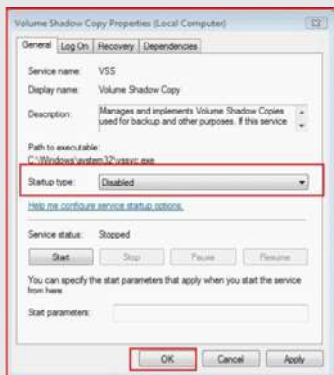 Volume Shadow Copy Properties (Local Computer)
General Log On Recovery Dependencies
Service name: VSS
Display name: Volume Shadow Copy
Description: Manages and implements Volume Shadow Copies
used for backup and other purposes. If this service
Path to executable:
C:\Windows\system32\vssvc.exe
Startup type: Disabled
Help me configure service startup options.
Service status: Stopped
Start Stop Pause Resume
You can specify the start parameters that apply when you start the service
from here.
Start parameters:
OK Cancel Apply